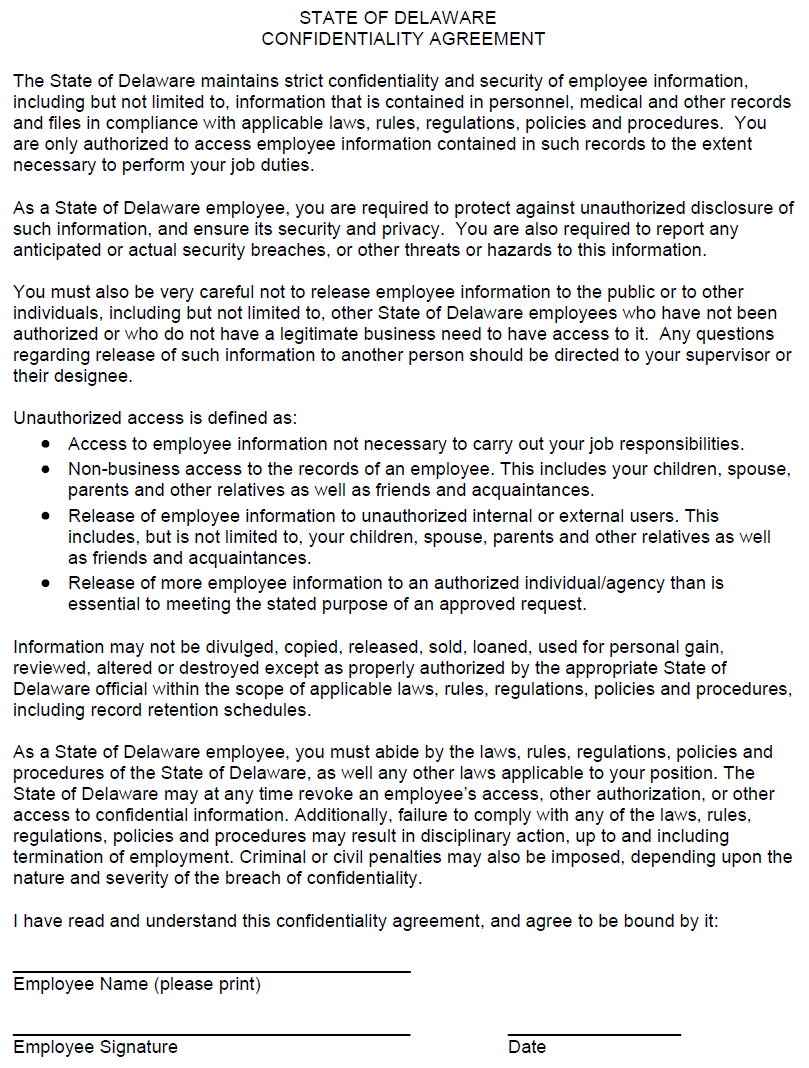 STATE OF DELAWARE
CONFIDENTIALITY AGREEMENT
The State of Delaware maintains strict confidentiality and security of employee information,
including but not limited to, information that is contained in personnel, medical and other records
and files in compliance with applicable laws, rules, regulations, policies and procedures.  You
are only authorized to access employee information contained in such records to the extent
necessary to perform your job duties.
As a State of Delaware employee, you are required to protect against unauthorized disclosure of
such information, and ensure its security and privacy.  You are also required to report any
anticipated or actual security breaches, or other threats or hazards to this information.
You must also be very careful not to release employee information to the public or to other
individuals, including but not limited to, other State of Delaware employees who have not been
authorized or who do not have a legitimate business need to have access to it.  Any questions
regarding release of such information to another person should be directed to your supervisor or
their designee.
Unauthorized access is defined as:
• Access to employee information not necessary to carry out your job responsibilities.
• Non-business access to the records of an employee. This includes your children, spouse,
parents and other relatives as well as friends and acquaintances.
• Release of employee information to unauthorized internal or external users. This
includes, but is not limited to, your children, spouse, parents and other relatives as well
as friends and acquaintances.
• Release of more employee information to an authorized individual/agency than is
essential to meeting the stated purpose of an approved request.
Information may not be divulged, copied, released, sold, loaned, used for personal gain,
reviewed, altered or destroyed except as properly authorized by the appropriate State of
Delaware official within the scope of applicable laws, rules, regulations, policies and procedures,
including record retention schedules.
As a State of Delaware employee, you must abide by the laws, rules, regulations, policies and
procedures of the State of Delaware, as well any other laws applicable to your position. The
State of Delaware may at any time revoke an employee's access, other authorization, or other
access to confidential information. Additionally, failure to comply with any of the laws, rules,
regulations, policies and procedures may result in disciplinary action, up to and including
termination of employment. Criminal or civil penalties may also be imposed, depending upon the
nature and severity of the breach of confidentiality.
I have read and understand this confidentiality agreement, and agree to be bound by it:
Employee Name (please print)
Employee Signature Date